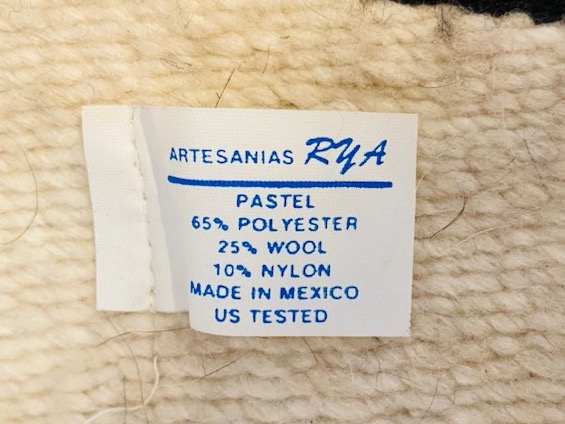 ARTESANIAS RYA
PASTEL
65% POLYESTER
25% WOOL
10% NYLON
MADE IN MEXICO
US TESTED